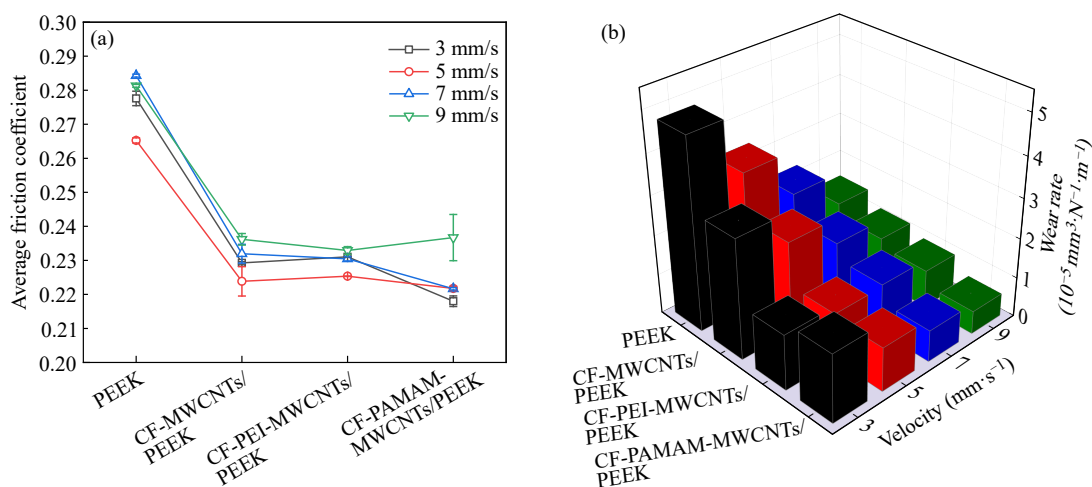 (a)
3 mm/s
5 mm/s
7 mm/s
9 mm/s
0.30
0.29
0.28
0.27
0.26
0.25
0.24
0.23
0.22
0.21
0.20
Average friction coefficient
PEEK
CF-MWCNTs/
PEEK
CF-PEI-MWCNTs/
PEEK
CF-PAMAM-
MWCNTs/PEEK
(b)
5
4
3
2
1
0
Wear rate
(10⁻⁵ mm³·N⁻¹·m⁻¹)
PEEK
CF-MWCNTs/
PEEK
CF-PEI-MWCNTs/
PEEK
CF-PAMAM-MWCNTs/
PEEK
3
5
7
9
Velocity (mm·s⁻¹)